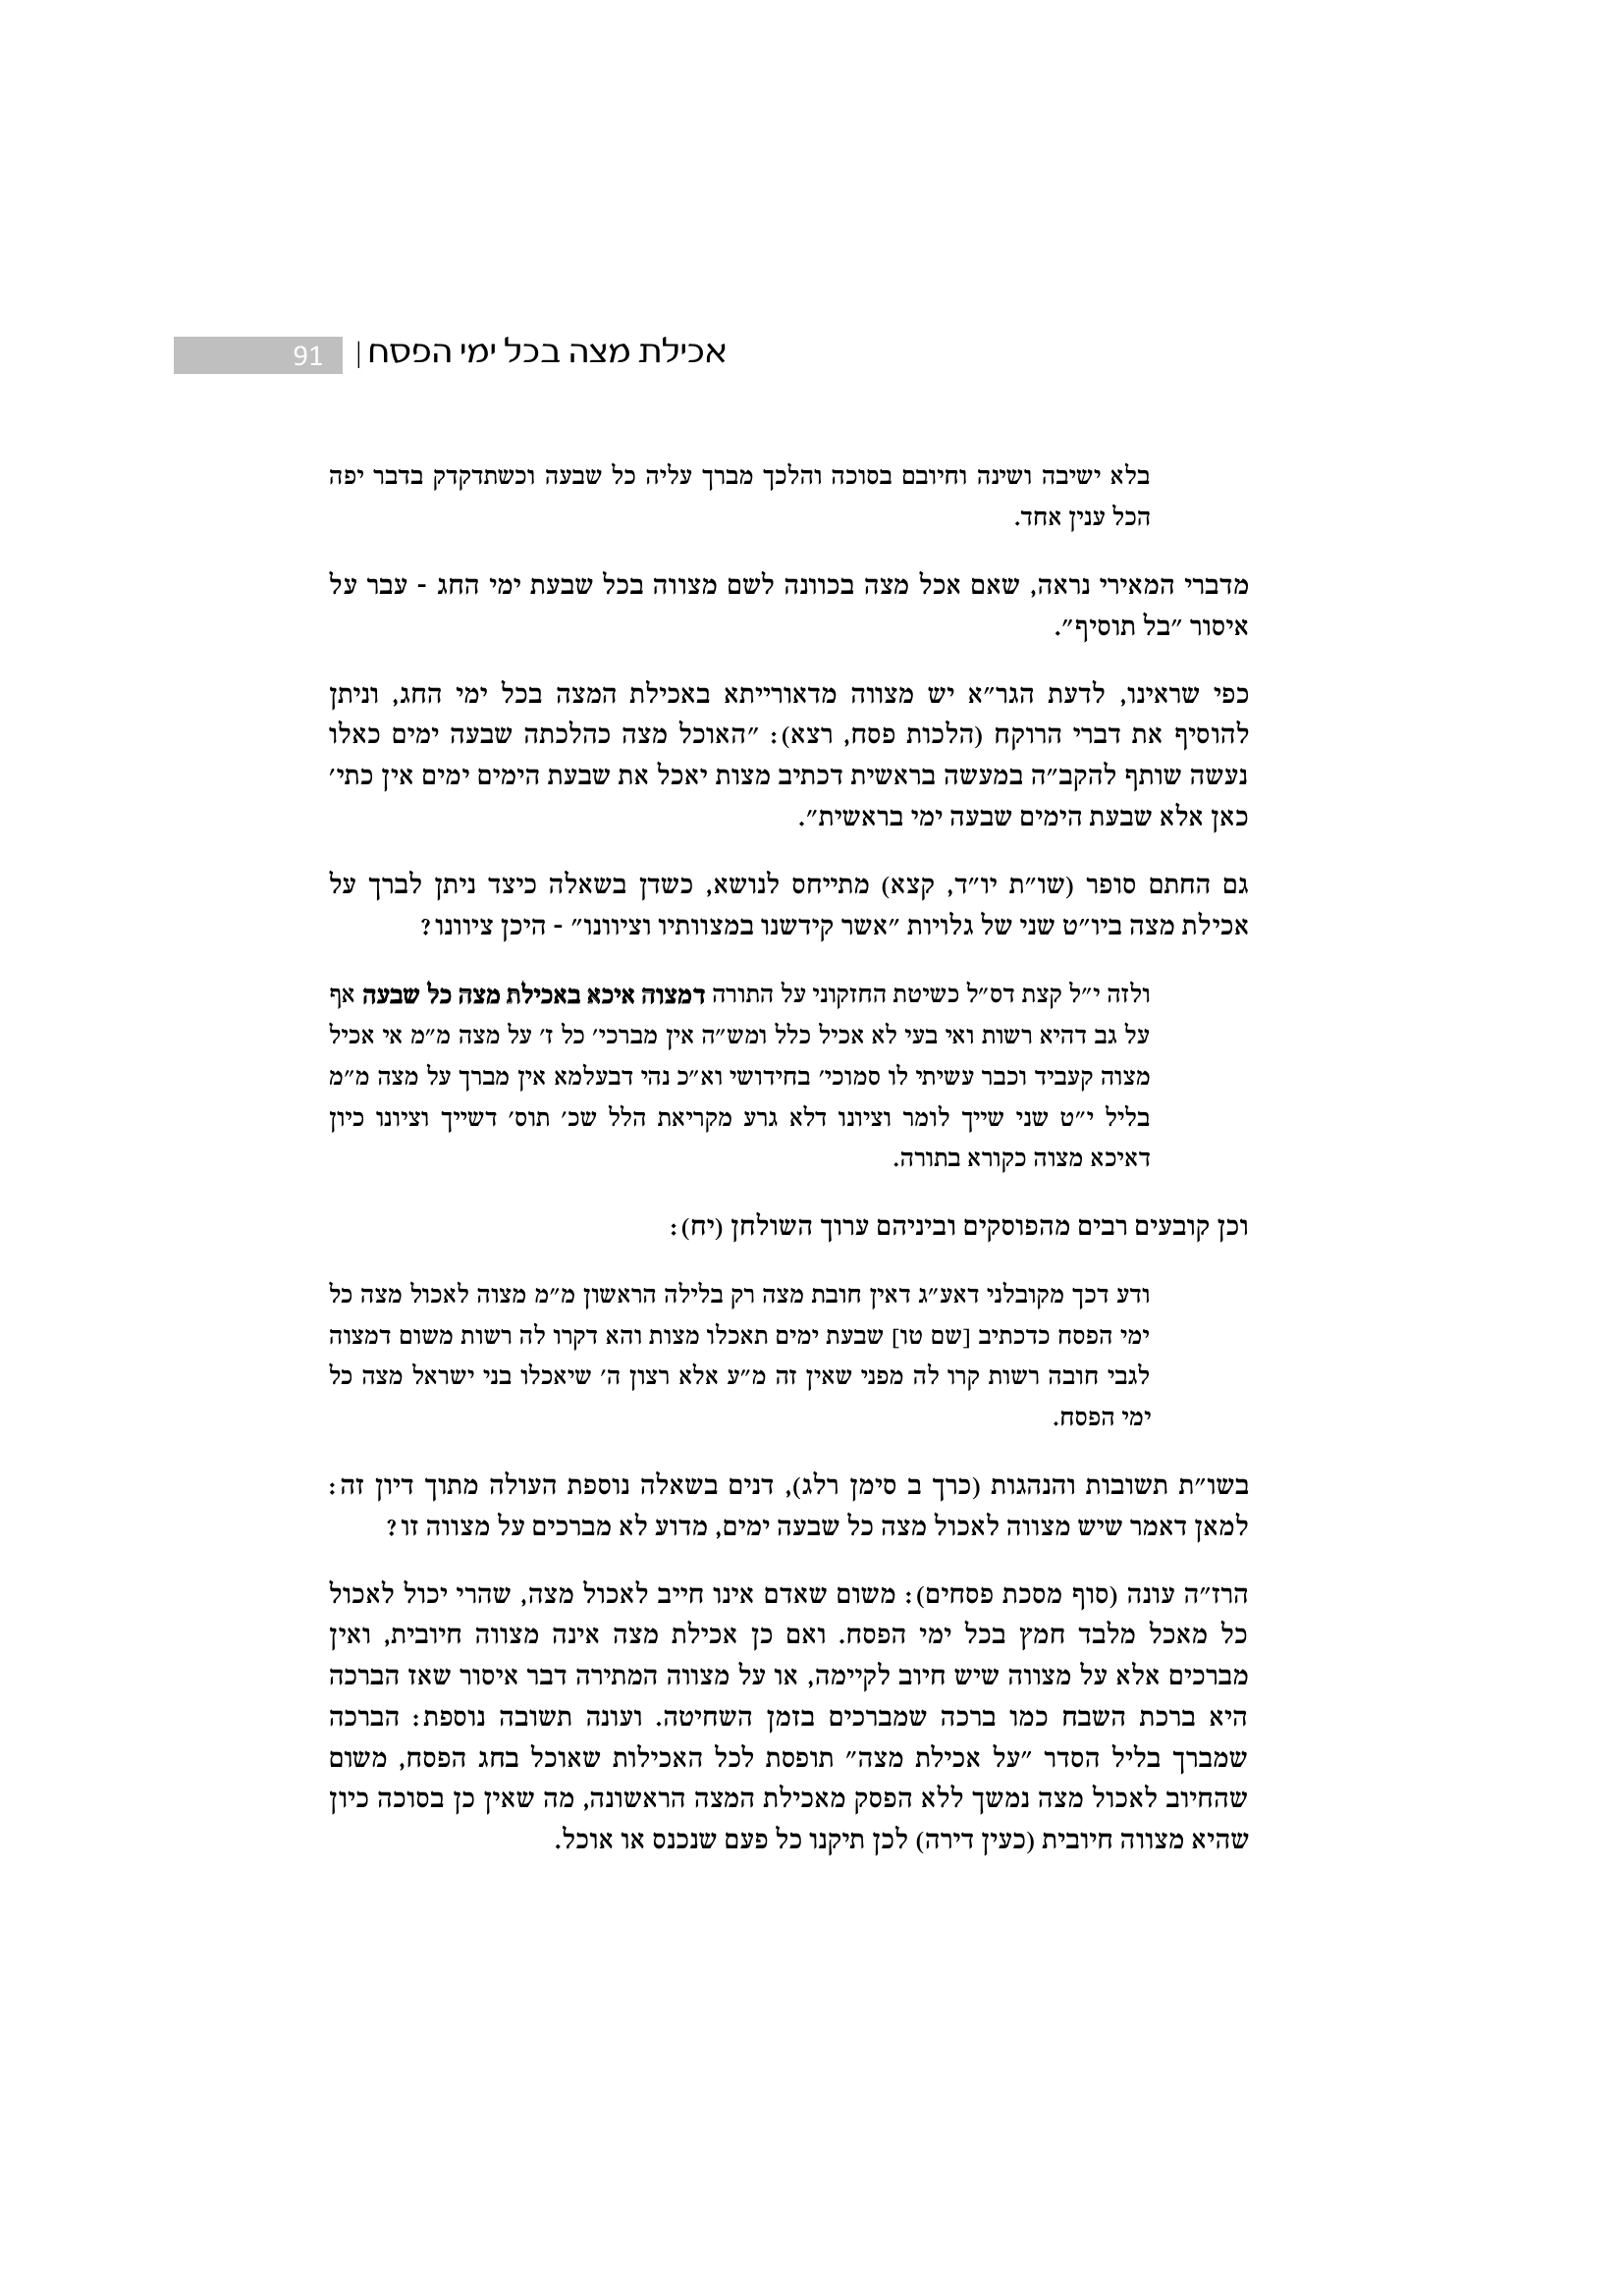 אכילת מצה בכל ימי הפסח | 91
בלא ישיבה ושינה וחיובם בסוכה והלכך מברך עליה כל שבעה וכשתדקדק בדבר יפה
הכל ענין אחד.
מדברי המאירי נראה, שאם אכל מצה בכוונה לשם מצווה בכל שבעת ימי החג - עבר על
איסור ״בל תוסיף״.
כפי שראינו, לדעת הגר״א יש מצווה מדאורייתא באכילת המצה בכל ימי החג, וניתן
להוסיף את דברי הרוקח (הלכות פסח, רצא): ״האוכל מצה כהלכתה שבעה ימים כאלו
נעשה שותף להקב״ה במעשה בראשית דכתיב מצות יאכל את שבעת הימים ימים אין כתי׳
כאן אלא שבעת הימים שבעה ימי בראשית״.
גם החתם סופר (שו״ת יו״ד, קצא) מתייחס לנושא, כשדן בשאלה כיצד ניתן לברך על
אכילת מצה ביו״ט שני של גלויות ״אשר קידשנו במצוותיו וציוונו״ - היכן ציוונו?
ולזה י״ל קצת דס״ל כשיטת החזקוני על התורה דמצוה איכא באכילת מצה כל שבעה אף
על גב דהיא רשות ואי בעי לא אכיל כלל ומש״ה אין מברכי׳ כל ז׳ על מצה מ״מ אי אכיל
מצוה קעביד וכבר עשיתי לו סמוכי׳ בחידושי וא״כ נהי דבעלמא אין מברך על מצה מ״מ
בליל י״ט שני שייך לומר וציונו דלא גרע מקריאת הלל שכ׳ תוס׳ דשייך וציונו כיון
דאיכא מצוה כקורא בתורה.
וכן קובעים רבים מהפוסקים וביניהם ערוך השולחן (יח):
ודע דכך מקובלני דאע״ג דאין חובת מצה רק בלילה הראשון מ״מ מצוה לאכול מצה כל
ימי הפסח כדכתיב [שם טו] שבעת ימים תאכלו מצות והא דקרו לה רשות משום דמצוה
לגבי חובה רשות קרו לה מפני שאין זה מ״ע אלא רצון ה׳ שיאכלו בני ישראל מצה כל
ימי הפסח.
בשו״ת תשובות והנהגות (כרך ב סימן רלג), דנים בשאלה נוספת העולה מתוך דיון זה:
למאן דאמר שיש מצווה לאכול מצה כל שבעה ימים, מדוע לא מברכים על מצווה זו?
הרז״ה עונה (סוף מסכת פסחים): משום שאדם אינו חייב לאכול מצה, שהרי יכול לאכול
כל מאכל מלבד חמץ בכל ימי הפסח. ואם כן אכילת מצה אינה מצווה חיובית, ואין
מברכים אלא על מצווה שיש חיוב לקיימה, או על מצווה המתירה דבר איסור שאז הברכה
היא ברכת השבח כמו ברכה שמברכים בזמן השחיטה. ועונה תשובה נוספת: הברכה
שמברך בליל הסדר ״על אכילת מצה״ תופסת לכל האכילות שאוכל בחג הפסח, משום
שהחיוב לאכול מצה נמשך ללא הפסק מאכילת המצה הראשונה, מה שאין כן בסוכה כיון
שהיא מצווה חיובית (כעין דירה) לכן תיקנו כל פעם שנכנס או אוכל.